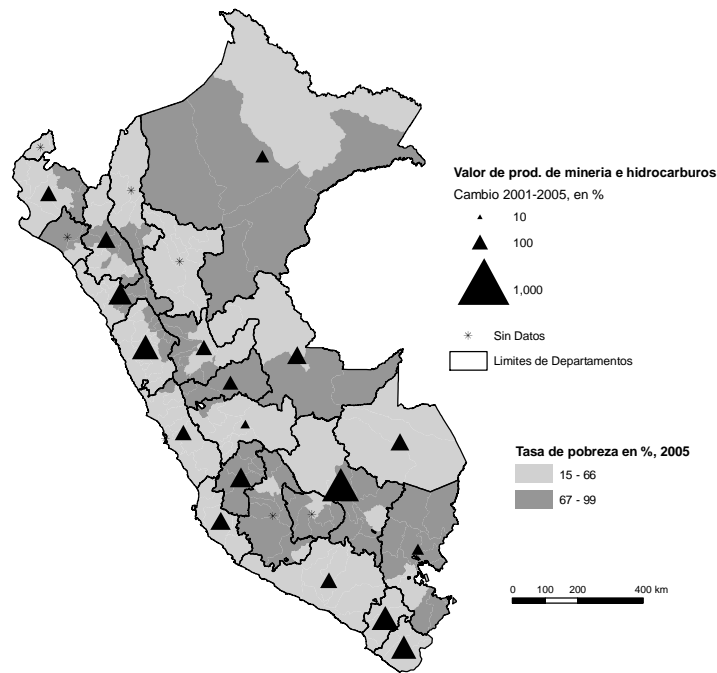 Valor de prod. de mineria e hidrocarburos
Cambio 2001-2005, en %
10
100
1,000
Sin Datos
Limites de Departamentos
Tasa de pobreza en %, 2005
15 - 66
67 - 99
0 100 200 400 km